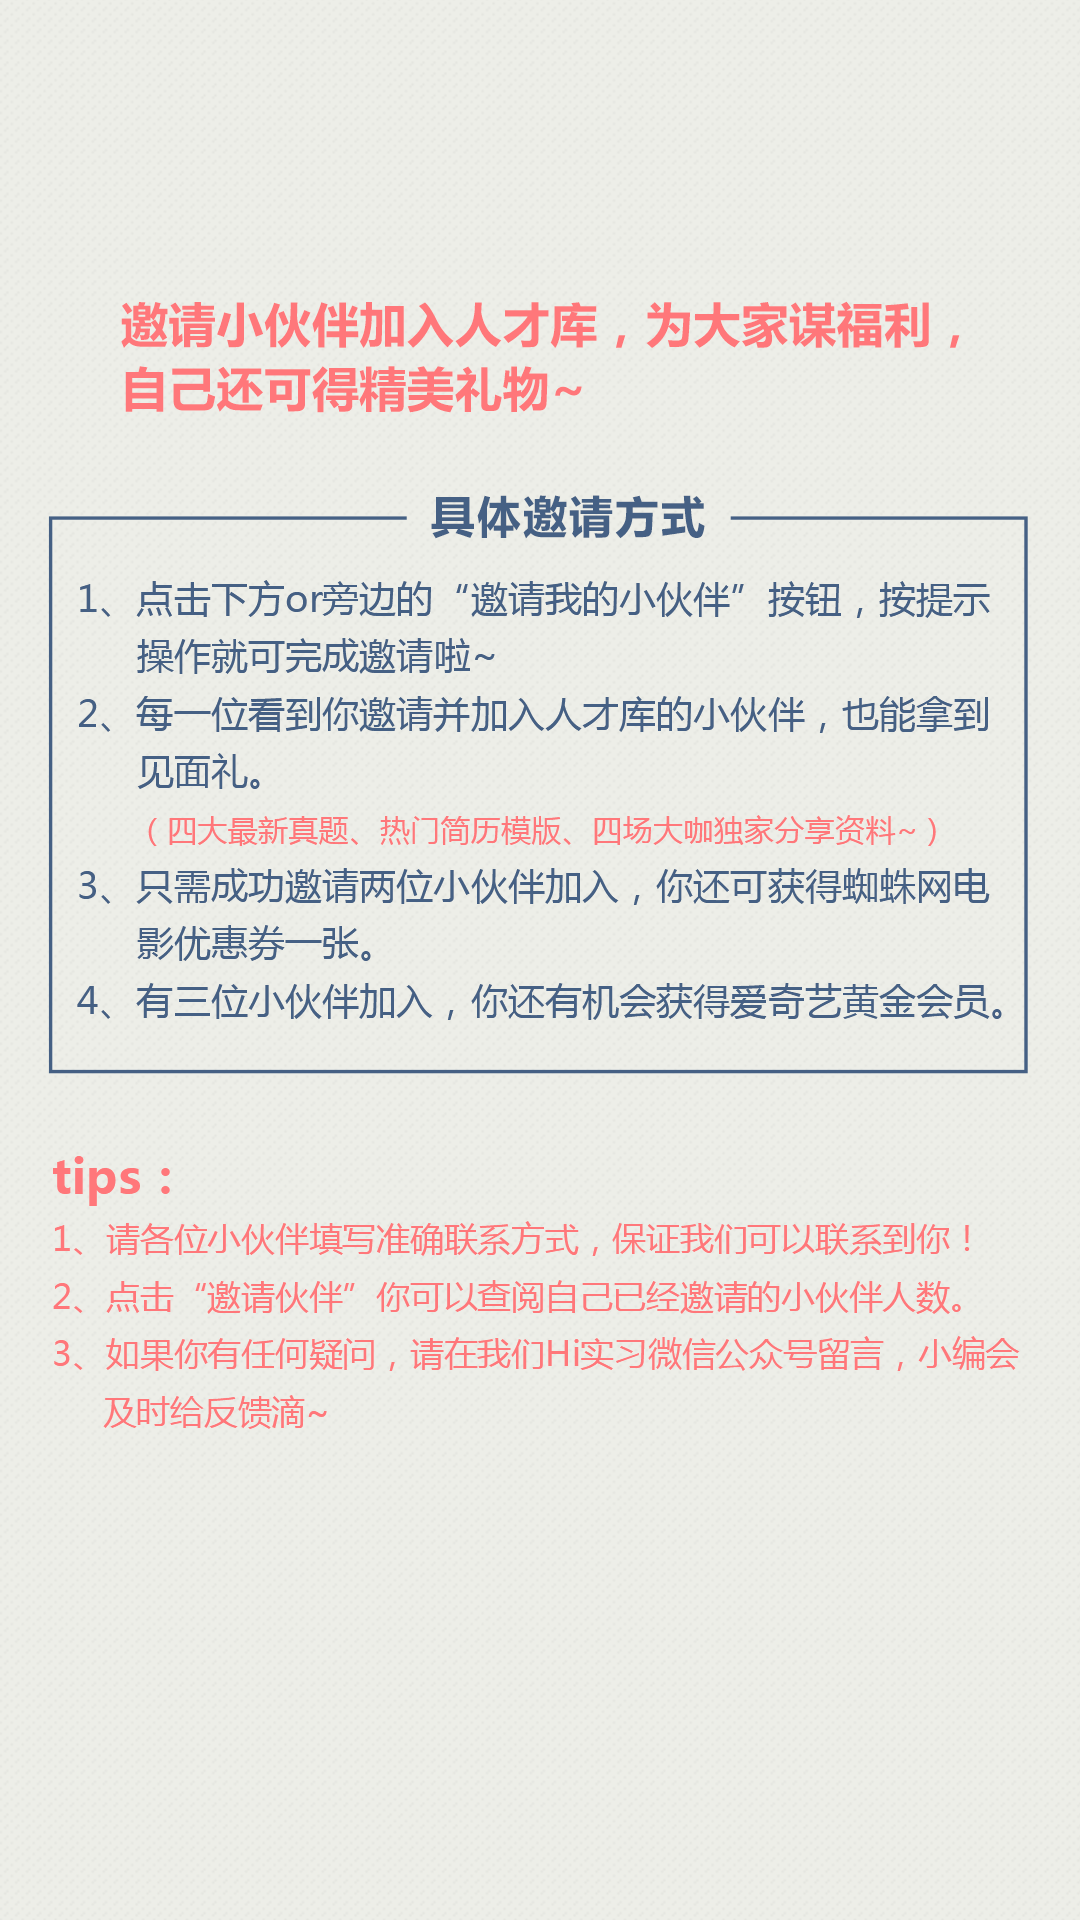 邀请小伙伴加入人才库，为大家谋福利，
自己还可得精美礼物~
具体邀请方式
1、点击下方or旁边的“邀请我的小伙伴”按钮，按提示
操作就可完成邀请啦~
2、每一位看到你邀请并加入人才库的小伙伴，也能拿到
见面礼。
（四大最新真题、热门简历模版、四场大咖独家分享资料~）
3、只需成功邀请两位小伙伴加入，你还可获得蜘蛛网电
影优惠券一张。
4、有三位小伙伴加入，你还有机会获得爱奇艺黄金会员。
tips：
1、请各位小伙伴填写准确联系方式，保证我们可以联系到你！
2、点击“邀请伙伴”你可以查阅自己已经邀请的小伙伴人数。
3、如果你有任何疑问，请在我们Hi实习微信公众号留言，小编会
及时给反馈滴~